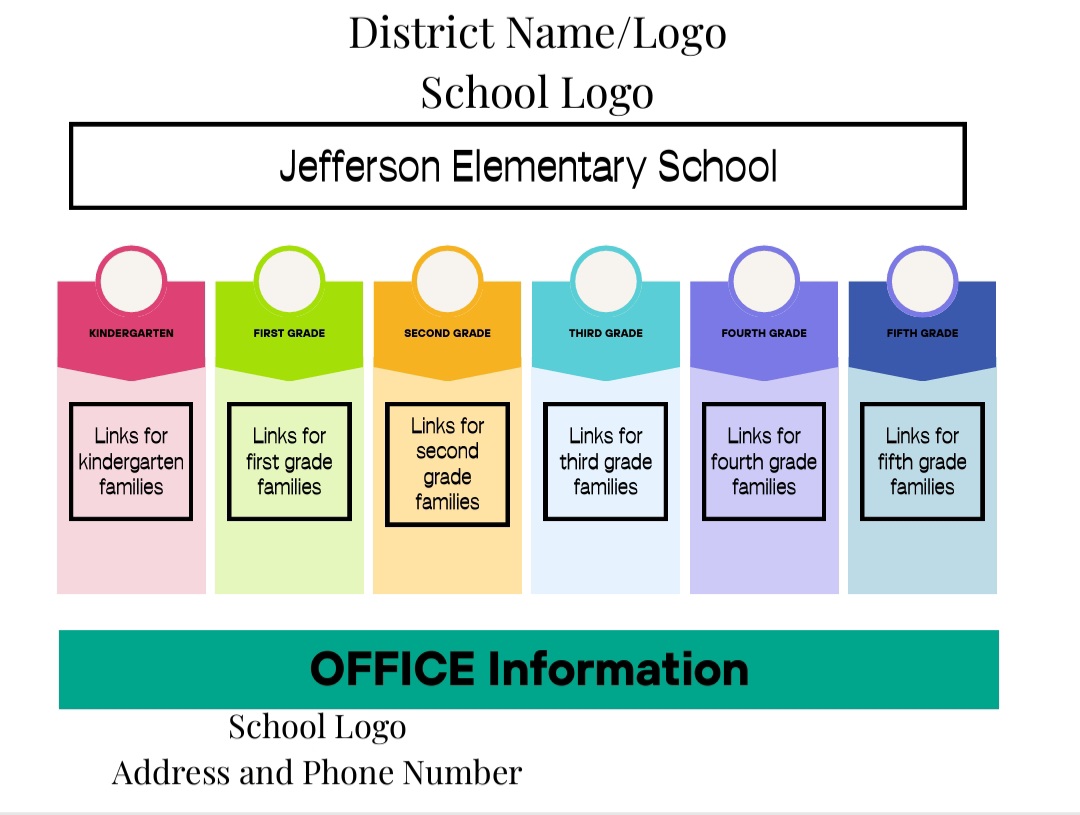 District Name/Logo
School Logo
Jefferson Elementary School
KINDERGARTEN
FIRST GRADE
SECOND GRADE
THIRD GRADE
FOURTH GRADE
FIFTH GRADE
Links for
kindergarten
families
Links for
first grade
families
Links for
second
grade
families
Links for
third grade
families
Links for
fourth grade
families
Links for
fifth grade
families
OFFICE Information
School Logo
Address and Phone Number